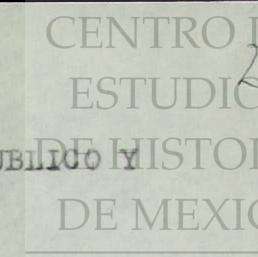 CENTRO
ESTUDIO
UBLICO Y
DE HISTO
DE MEXIC